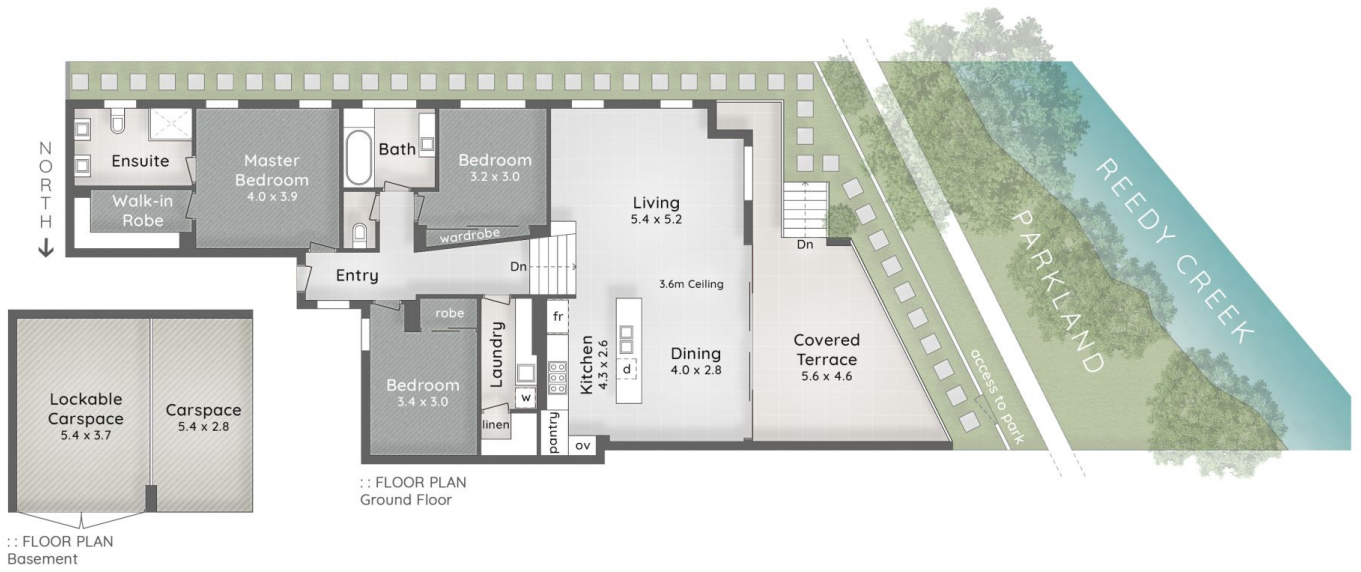 NORTH
Ensuite
Walk-in
Robe
Master
Bedroom
4.0 x 3.9
Bath
Bedroom
3.2 x 3.0
wardrobe
Entry
Dn
Living
5.4 x 5.2
3.6m Ceiling
Dn
robe
Bedroom
3.4 x 3.0
Laundry
w
linen
fr
Kitchen
4.3 x 2.6
pantry
ov
d
Dining
4.0 x 2.8
Covered
Terrace
5.6 x 4.6
access to park
PARKLAND
REEDY CREEK
:: FLOOR PLAN
Ground Floor
Lockable
Carspace
5.4 x 3.7
Carspace
5.4 x 2.8
:: FLOOR PLAN
Basement